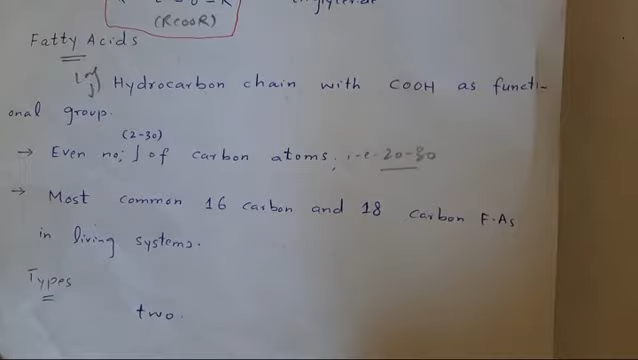 (RCOOR)
Fatty Acids
Hydrocarbon chain with COOH as functi-
onal group.
(2-30)
→ Even no; of carbon atoms; i-e. 20-30
→ Most common 16 carbon and 18 carbon F.As
in living systems.
Types
two.